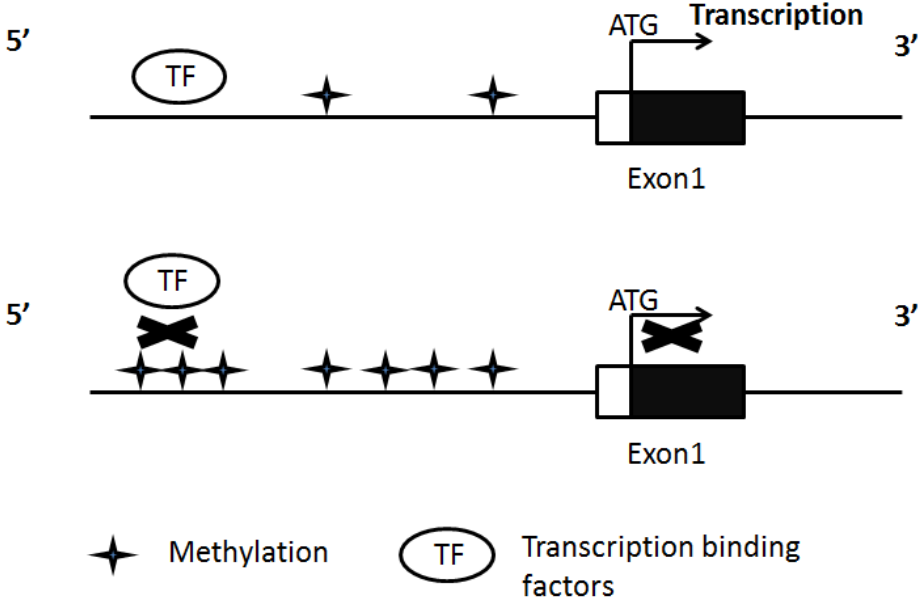 5’
TF
ATG
Transcription
3’
Exon1
5’
TF
ATG
3’
Exon1
Methylation
TF
Transcription binding
factors